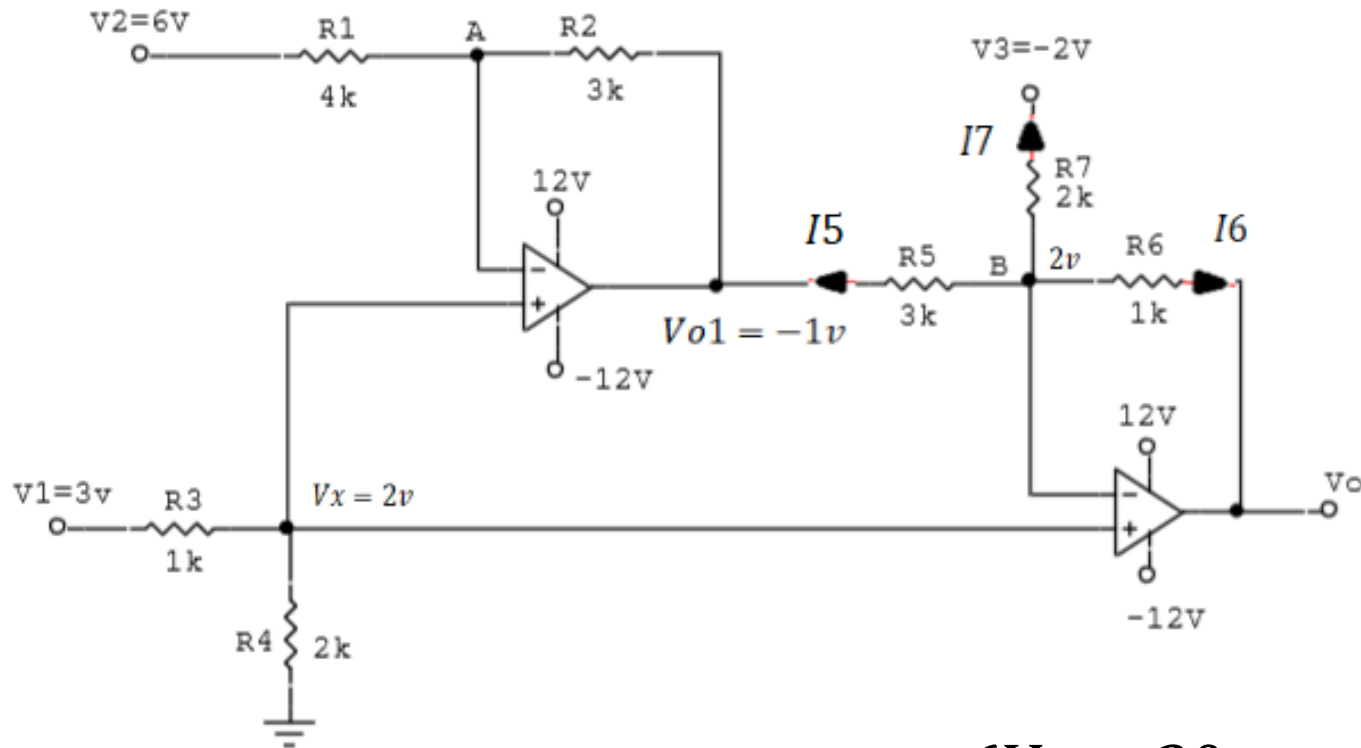 V2=6V
R1
4k
A
R2
3k
V3=-2V
I7
R7
2k
12V
-12V
I5
R5
3k
B
2v
R6
1k
I6
Vo1 = −1v
V1=3v
R3
1k
Vx = 2v
R4
2k
12V
-12V
Vo